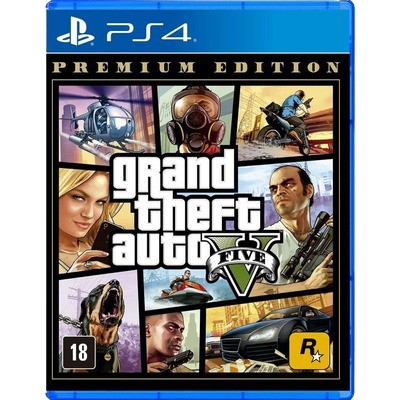 PS4
PREMIUM EDITION
grand
theft
auto
V
FIVE
18
R